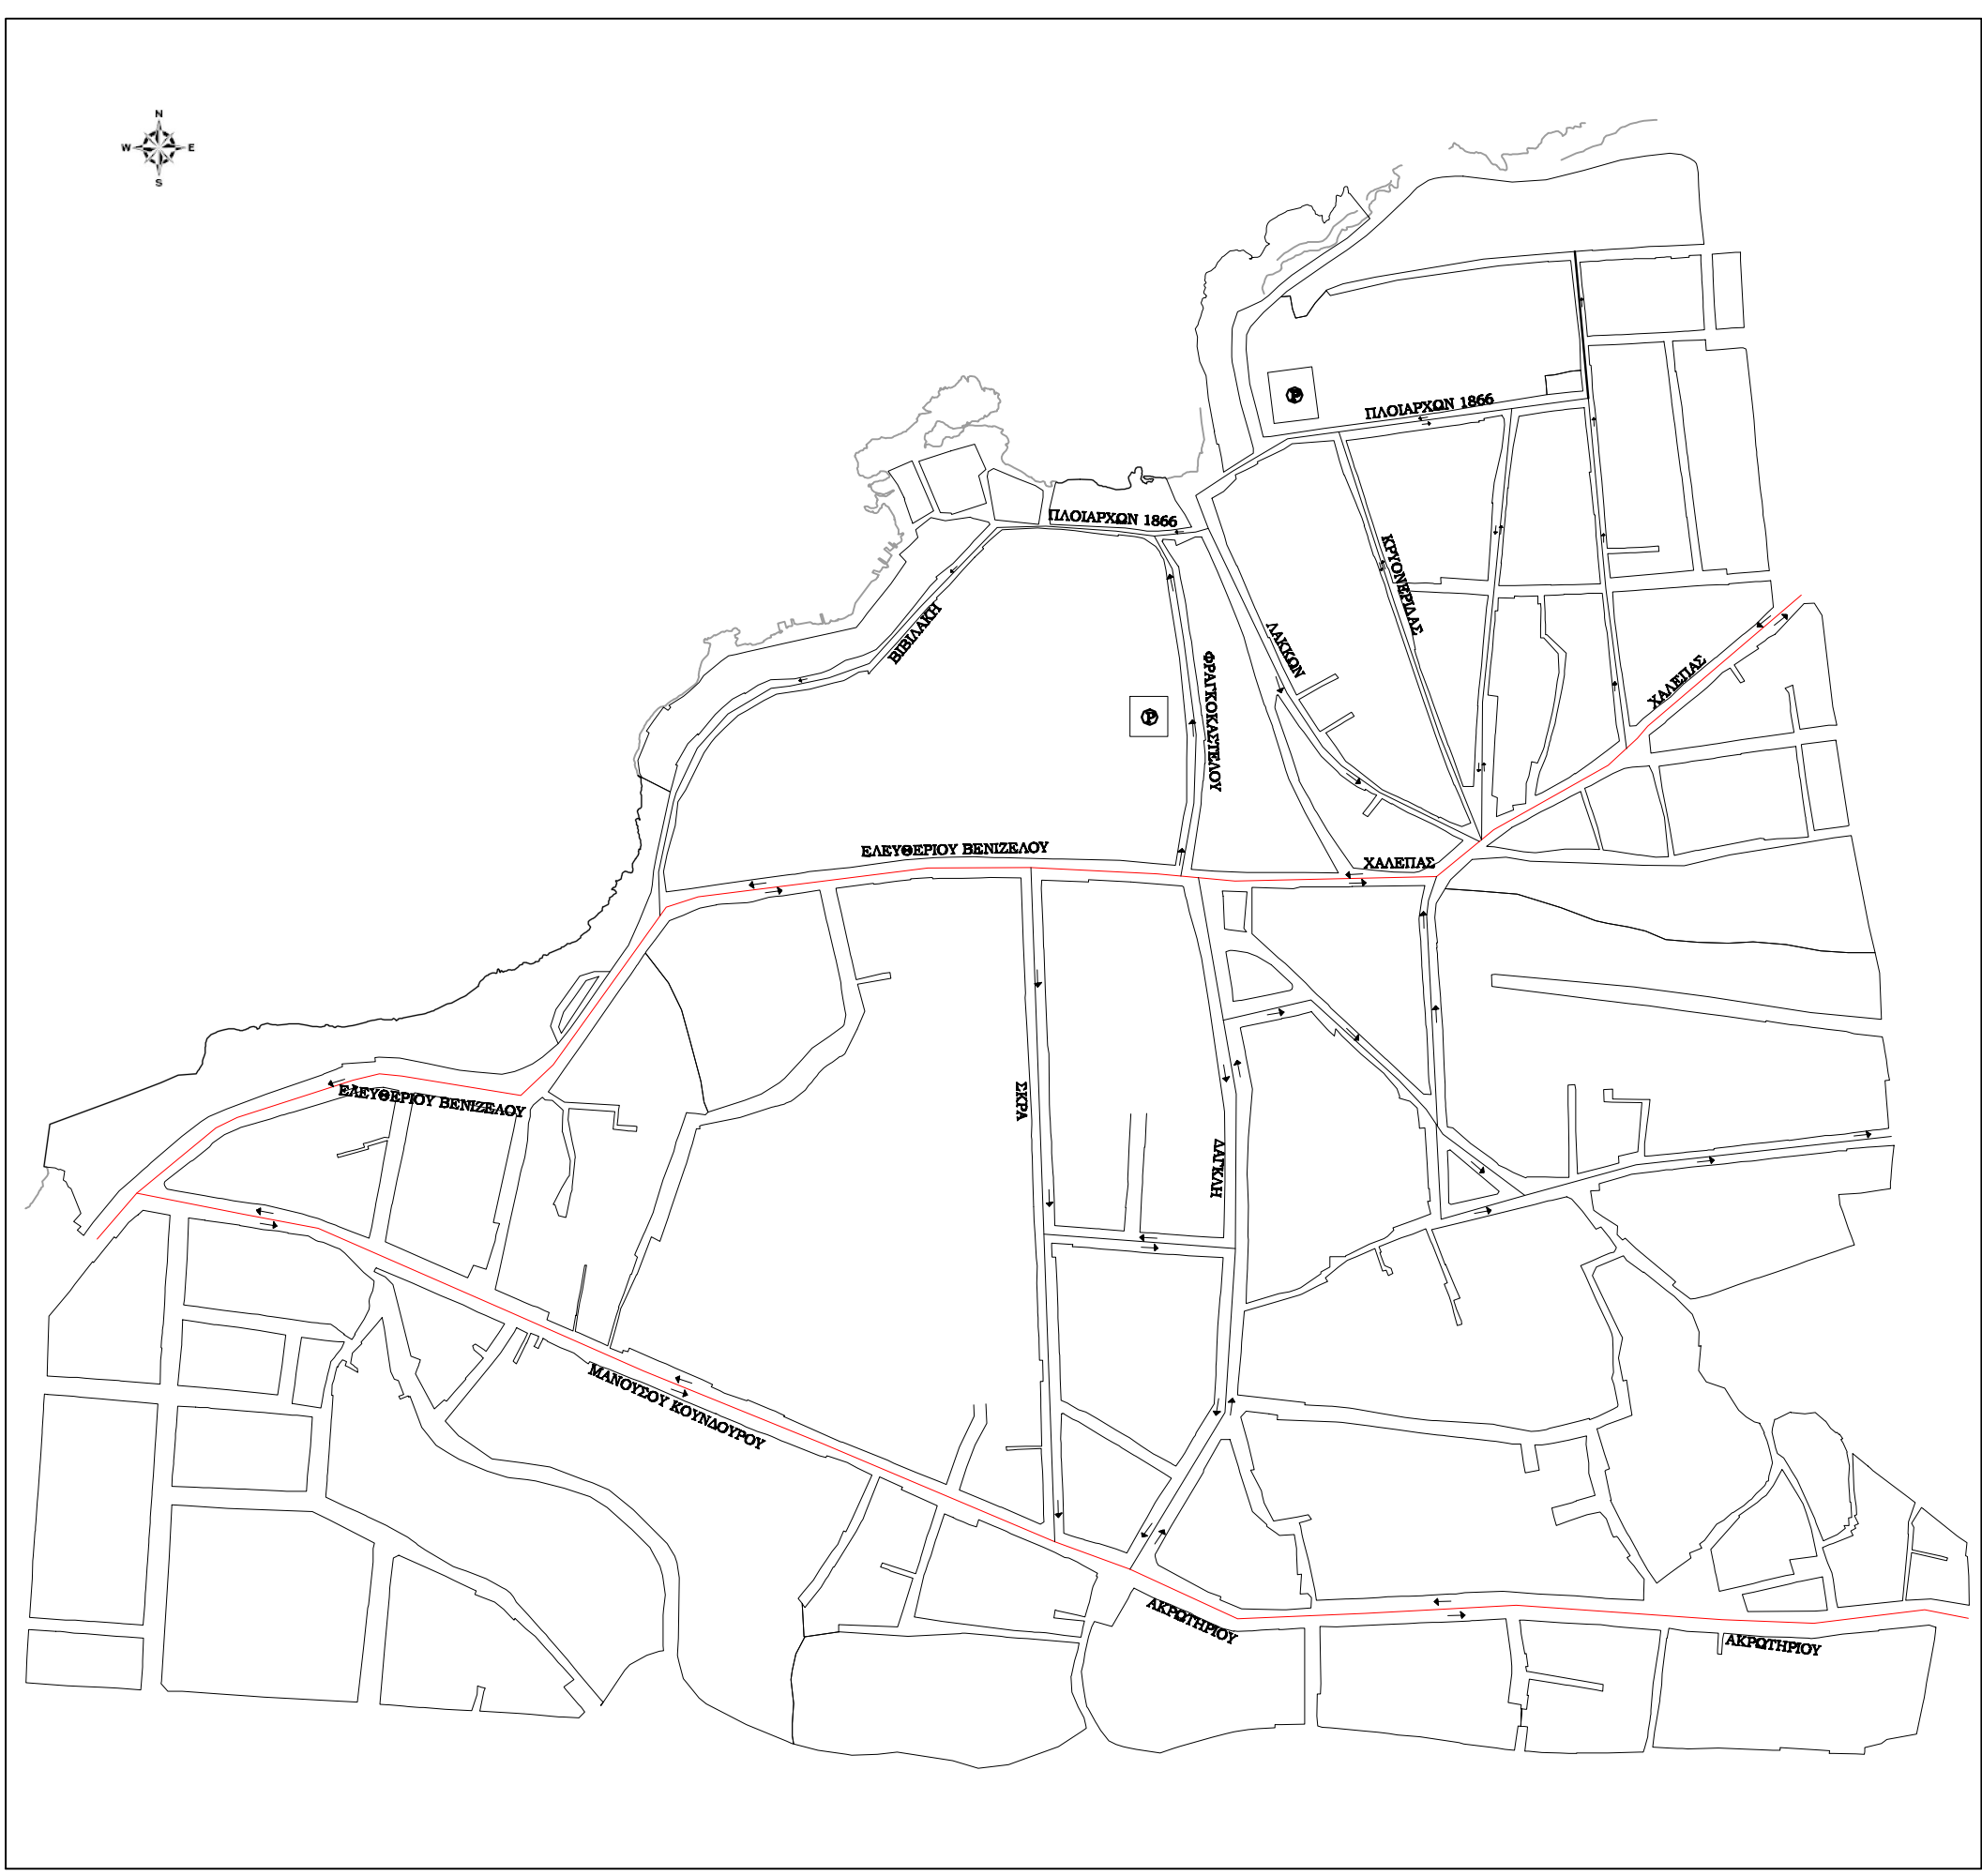 N
W E
S
P
ΠΛΟΙΑΡΧΩΝ 1866
ΠΛΟΙΑΡΧΩΝ 1866
ΚΡΥΟΝΕΡΙΔΑΣ
ΒΙΒΙΛΑΚΗ
ΛΑΚΚΩΝ
ΦΡΑΓΚΟΚΑΣΤΕΛΟΥ
ΧΑΛΕΠΑΣ
P
ΕΛΕΥΘΕΡΙΟΥ ΒΕΝΙΖΕΛΟΥ
ΧΑΛΕΠΑΣ
ΕΛΕΥΘΕΡΙΟΥ ΒΕΝΙΖΕΛΟΥ
ΣΚΡΑ
ΔΑΓΚΛΗ
ΜΑΝΟΥΣΟΥ ΚΟΥΝΔΟΥΡΟΥ
ΑΚΡΩΤΗΡΙΟΥ
ΑΚΡΩΤΗΡΙΟΥ